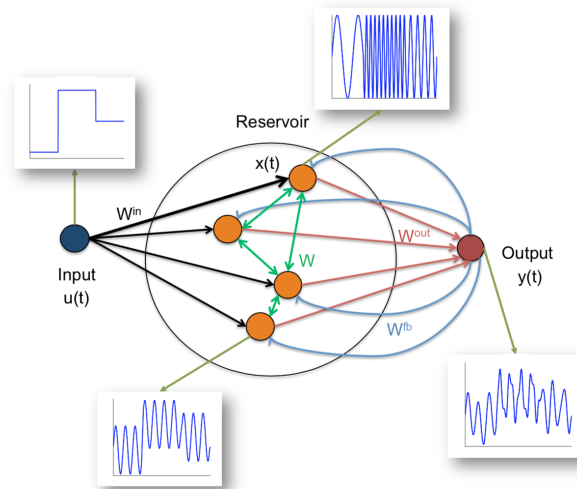 Reservoir
x(t)
W^in
Input
u(t)
W^out
W
Output
y(t)
W^fb